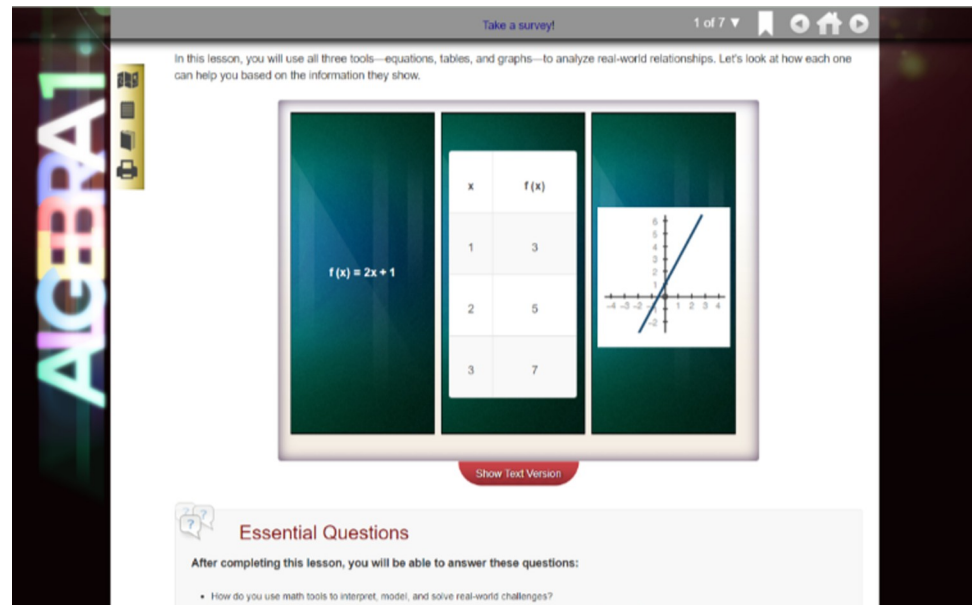 Take a survey!
1 of 7 ▼
ALGEBRA1
In this lesson, you will use all three tools—equations, tables, and graphs—to analyze real-world relationships. Let's look at how each one
can help you based on the information they show.
f (x) = 2x + 1
x f (x)
1 3
2 5
3 7
6
5
4
3
2
1
-4 -3 -2 -1 1 2 3 4
-2
Show Text Version
Essential Questions
After completing this lesson, you will be able to answer these questions:
• How do you use math tools to interpret, model, and solve real-world challenges?